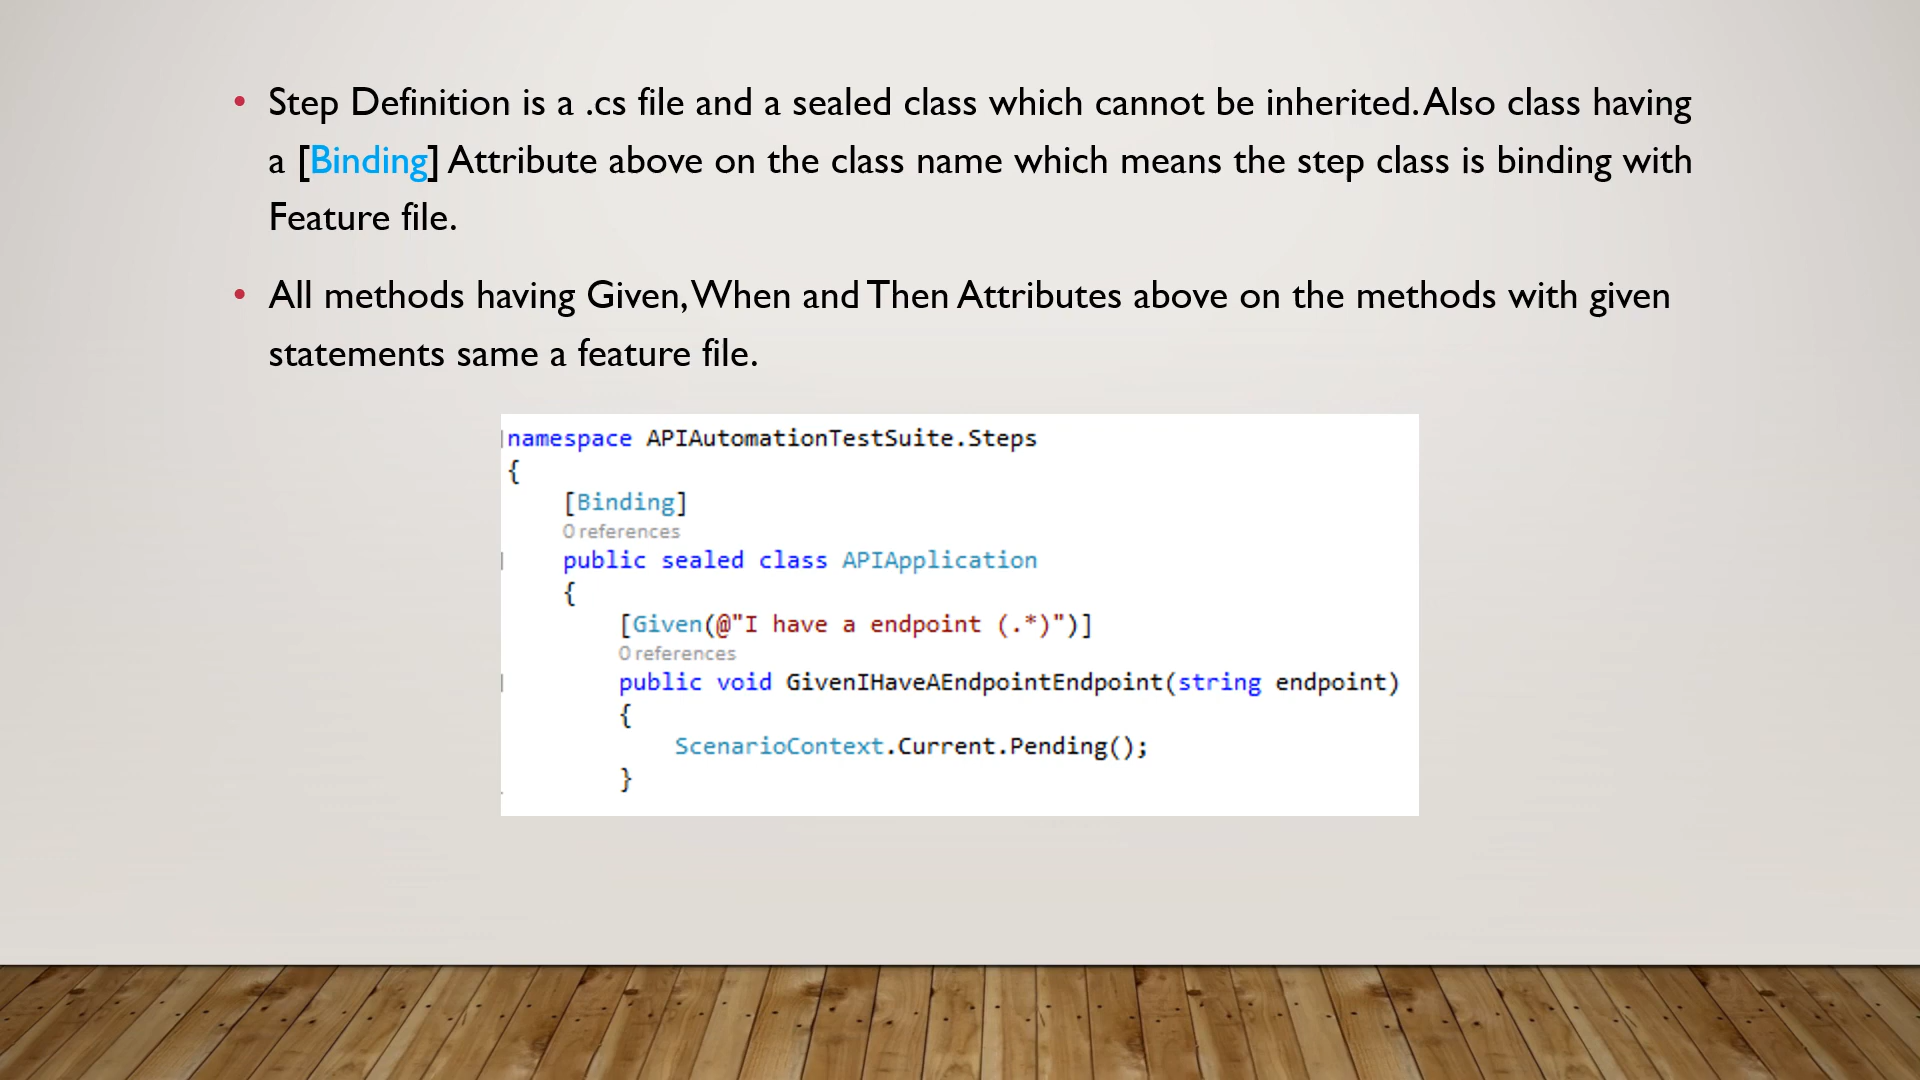 • Step Definition is a .cs file and a sealed class which cannot be inherited. Also class having
a [Binding] Attribute above on the class name which means the step class is binding with
Feature file.
• All methods having Given, When and Then Attributes above on the methods with given
statements same a feature file.
namespace APIAutomationTestSuite.Steps
{
[Binding]
0 references
public sealed class APIApplication
{
[Given(@"I have a endpoint (.*)")]
0 references
public void GivenIHaveAEndpointEndpoint(string endpoint)
{
ScenarioContext.Current.Pending();
}